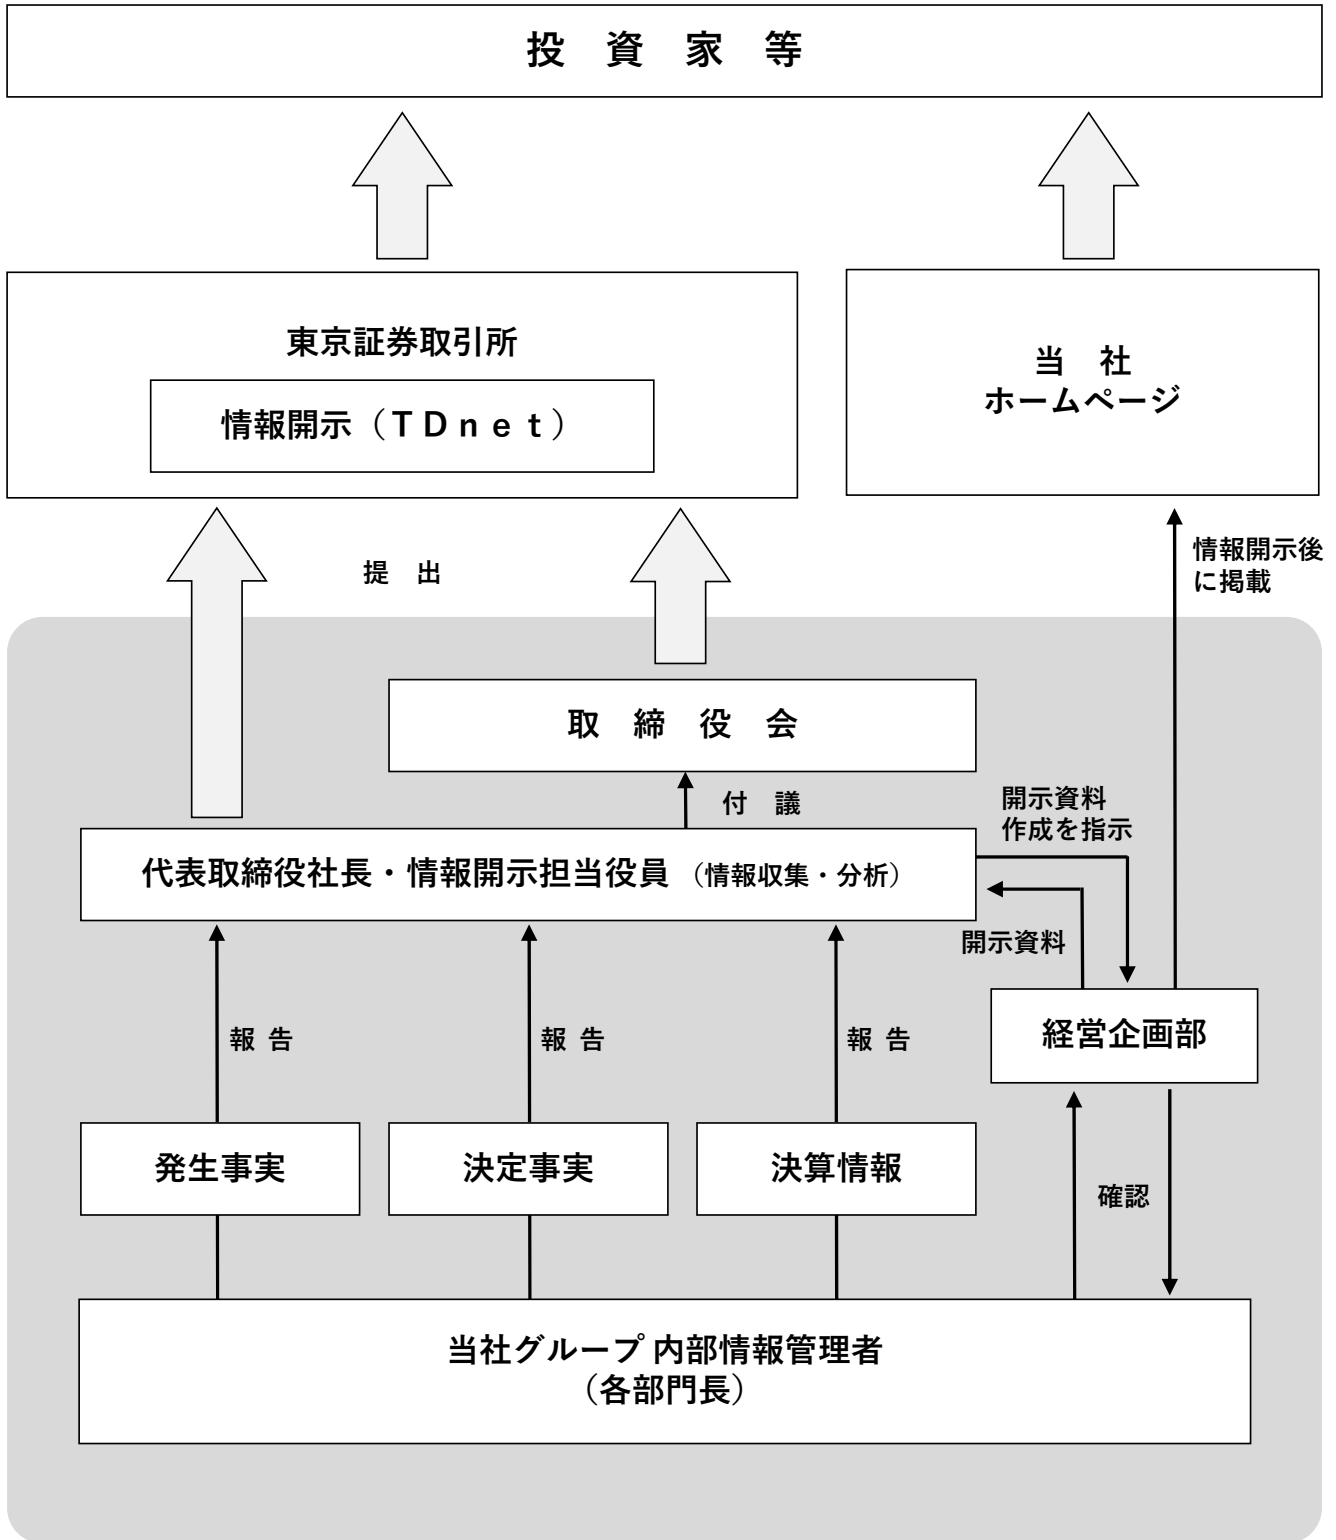 投　資　家　等
東京証券取引所
情報開示（ＴＤｎｅｔ）
当　社
ホームページ
情報開示後
に掲載
提　出
取　締　役　会
付　議
開示資料
作成を指示
代表取締役社長・情報開示担当役員 （情報収集・分析）
開示資料
経営企画部
報 告
報 告
報 告
発生事実
決定事実
決算情報
確認
当社グループ 内部情報管理者
（各部門長）